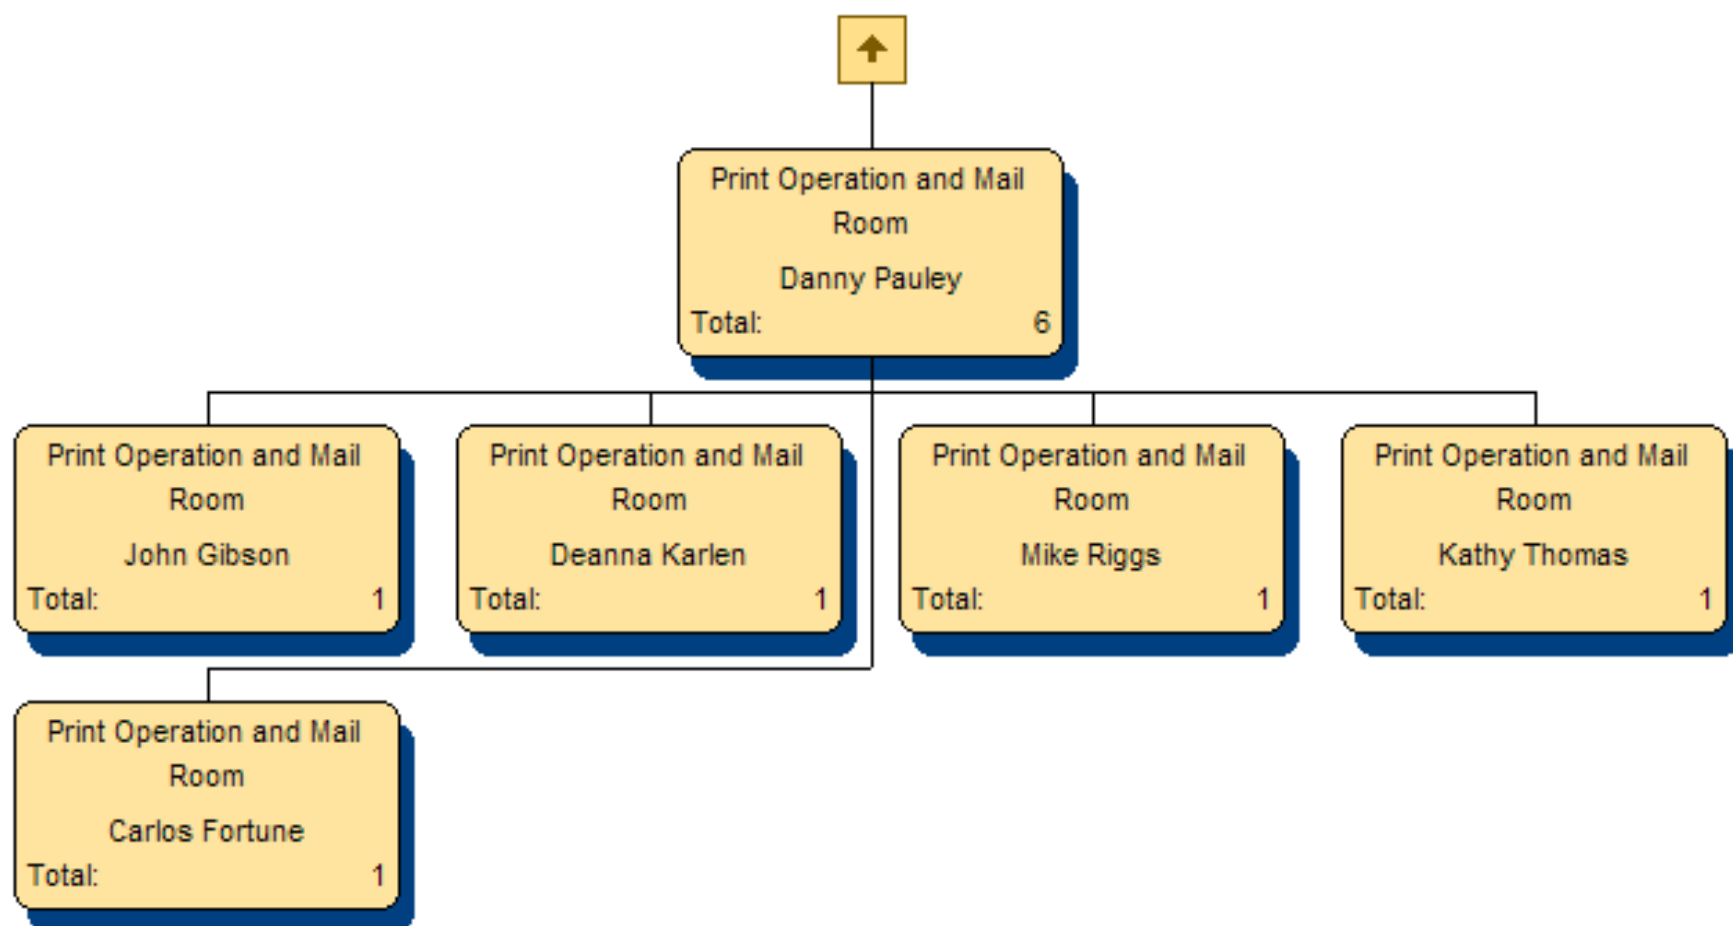 Print Operation and Mail
Room
Danny Pauley
Total: 6
Print Operation and Mail
Room
John Gibson
Total: 1
Print Operation and Mail
Room
Deanna Karlen
Total: 1
Print Operation and Mail
Room
Mike Riggs
Total: 1
Print Operation and Mail
Room
Kathy Thomas
Total: 1
Print Operation and Mail
Room
Carlos Fortune
Total: 1